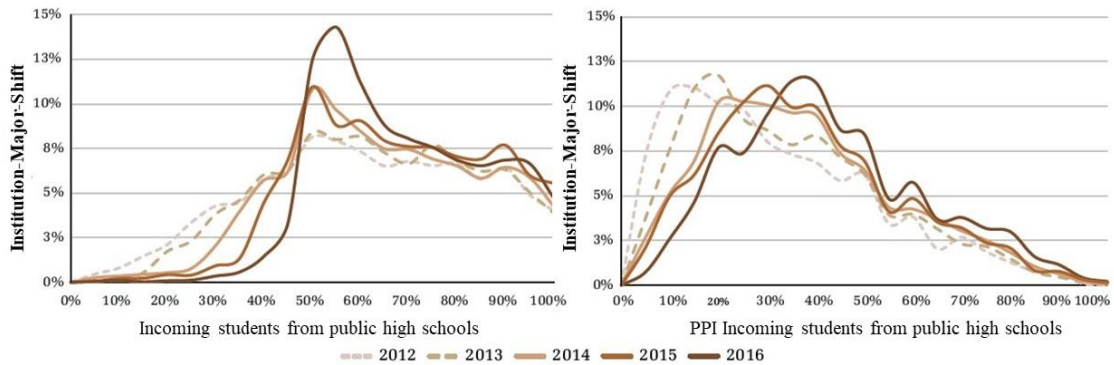 15%
13%
10%
8%
5%
3%
0%
Institution-Major-Shift
0% 10% 20% 30% 40% 50% 60% 70% 80% 90% 100%
Incoming students from public high schools
15%
13%
10%
8%
5%
3%
0%
Institution-Major-Shift
0% 10% 20% 30% 40% 50% 60% 70% 80% 90% 100%
PPI Incoming students from public high schools
2012 2013 2014 2015 2016